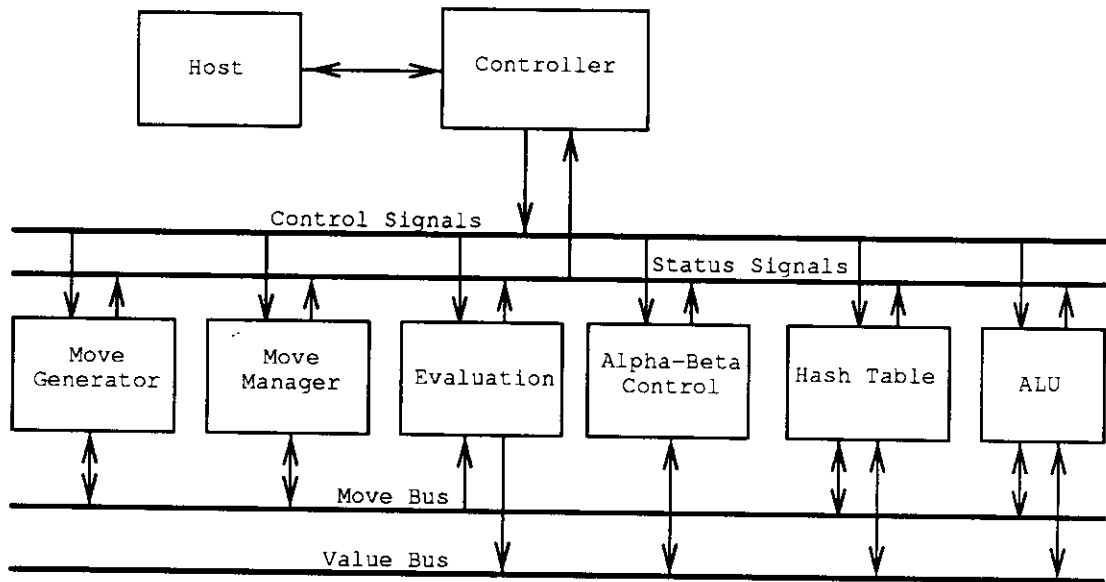 Host
Controller
Control Signals
Status Signals
Move
Generator
Move
Manager
Evaluation
Alpha-Beta
Control
Hash Table
ALU
Move Bus
Value Bus